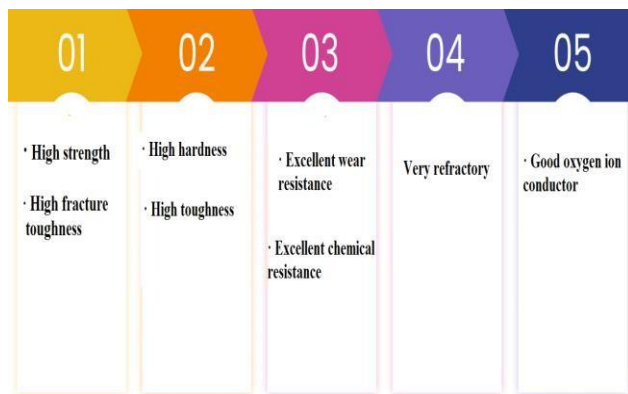 01
02
03
04
05
· High strength
· High fracture
toughness
· High hardness
· High toughness
· Excellent wear
resistance
· Excellent chemical
resistance
Very refractory
· Good oxygen ion
conductor